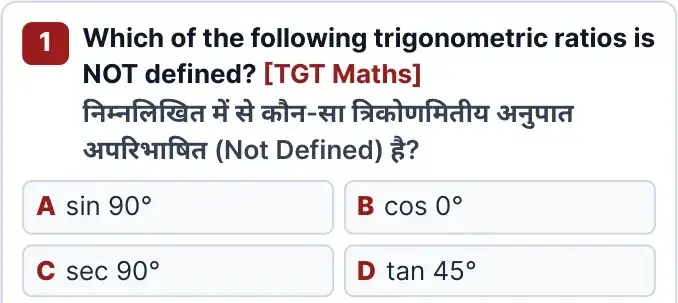 1 Which of the following trigonometric ratios is
NOT defined? [TGT Maths]
निम्नलिखित में से कौन-सा त्रिकोणमितीय अनुपात
अपरिभाषित (Not Defined) है?
A sin 90°
B cos 0°
C sec 90°
D tan 45°